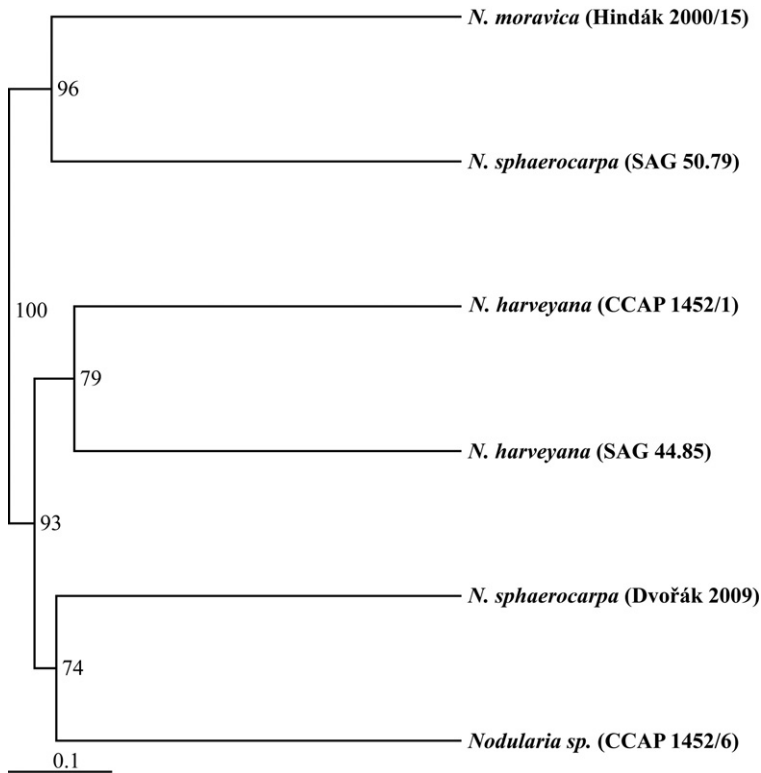 N. moravica (Hindák 2000/15)
96
N. sphaerocarpa (SAG 50.79)
N. harveyana (CCAP 1452/1)
100
79
N. harveyana (SAG 44.85)
93
N. sphaerocarpa (Dvořák 2009)
74
Nodularia sp. (CCAP 1452/6)
0.1